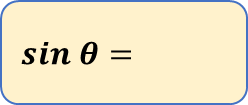 sin θ =